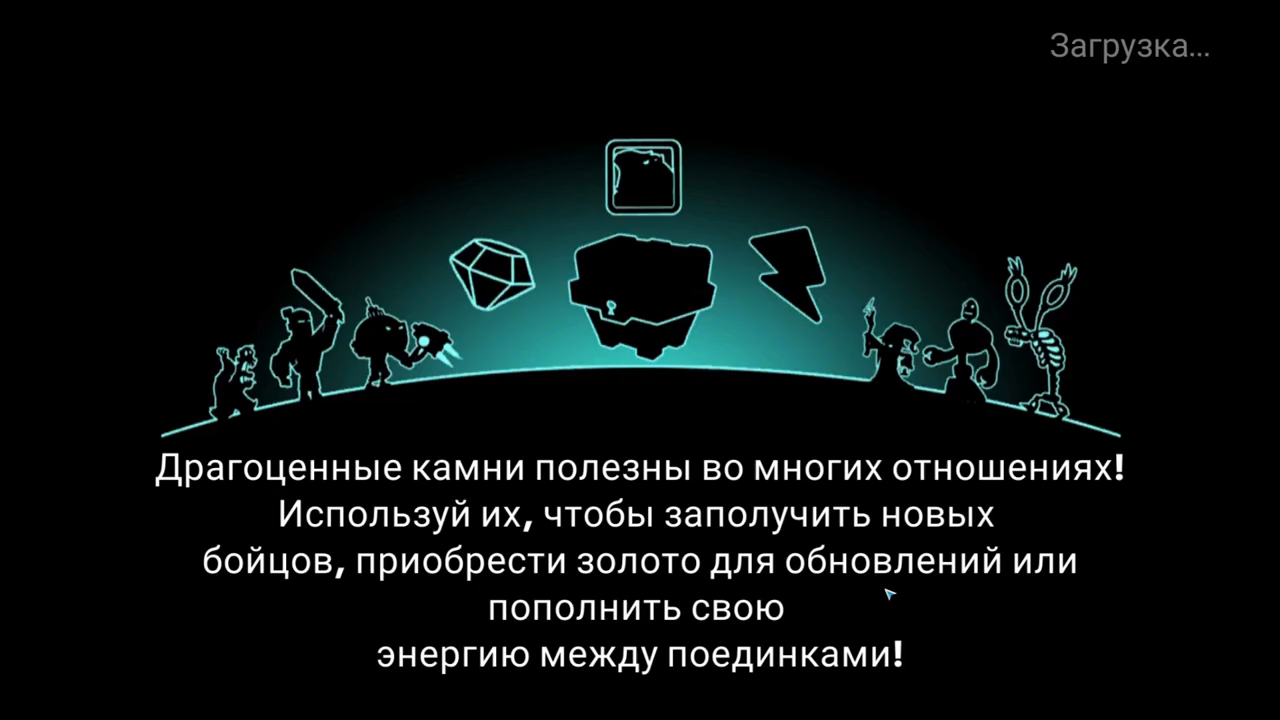 Загрузка...
Драгоценные камни полезны во многих отношениях!
Используй их, чтобы заполучить новых
бойцов, приобрести золото для обновлений или
пополнить свою
энергию между поединками!